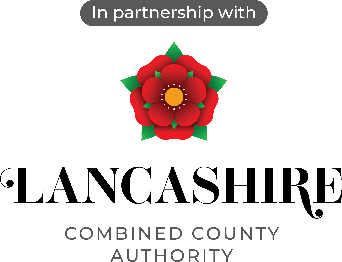 In partnership with
LANCASHIRE
COMBINED COUNTY
AUTHORITY